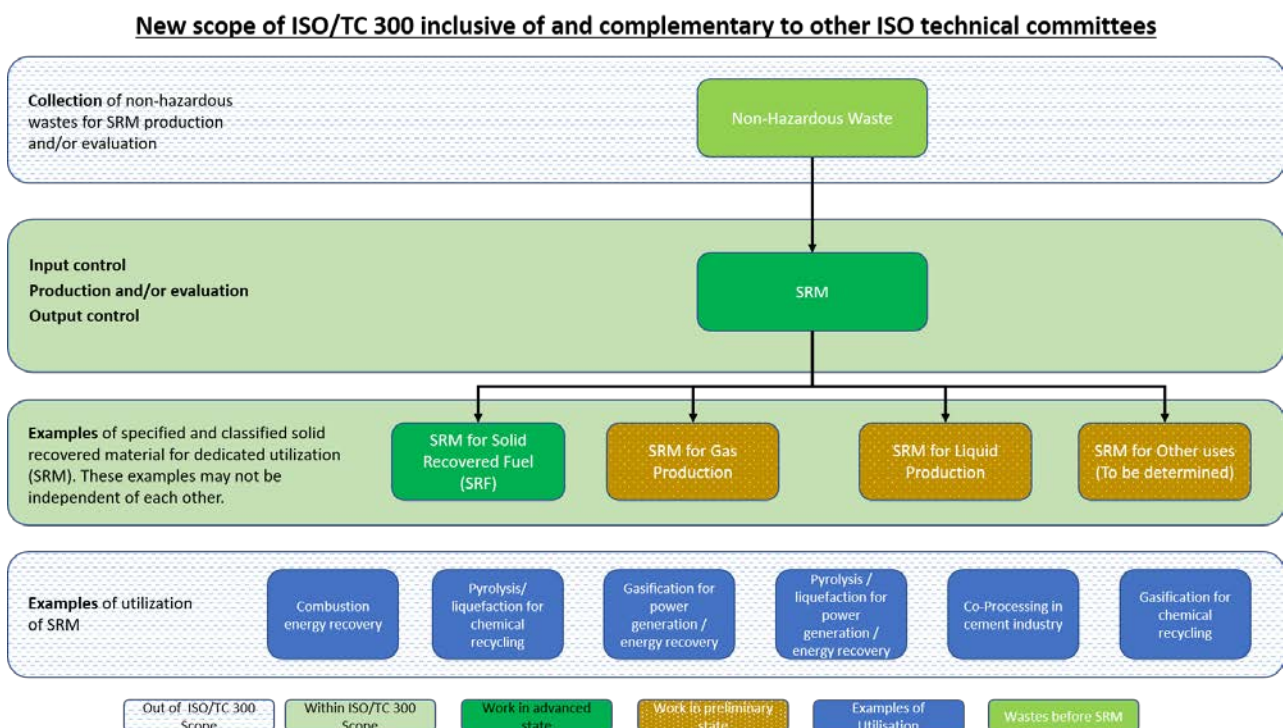 New scope of ISO/TC 300 inclusive of and complementary to other ISO technical committees
Collection of non-hazardous
wastes for SRM production
and/or evaluation
Non-Hazardous Waste
Input control
Production and/or evaluation
Output control
SRM
Examples of specified and classified solid
recovered material for dedicated utilization
(SRM). These examples may not be
independent of each other.
SRM for Solid
Recovered Fuel
(SRF)
SRM for Gas
Production
SRM for Liquid
Production
SRM for Other uses
(To be determined)
Examples of utilization
of SRM
Combustion
energy recovery
Pyrolysis/
liquefaction for
chemical
recycling
Gasification for
power
generation /
energy recovery
Pyrolysis /
liquefaction for
power
generation /
energy recovery
Co-Processing in
cement industry
Gasification for
chemical
recycling
Out of ISO/TC 300
Scope
Within ISO/TC 300
Scope
Work in advanced
state
Work in preliminary
state
Examples of
Utilisation
Wastes before SRM